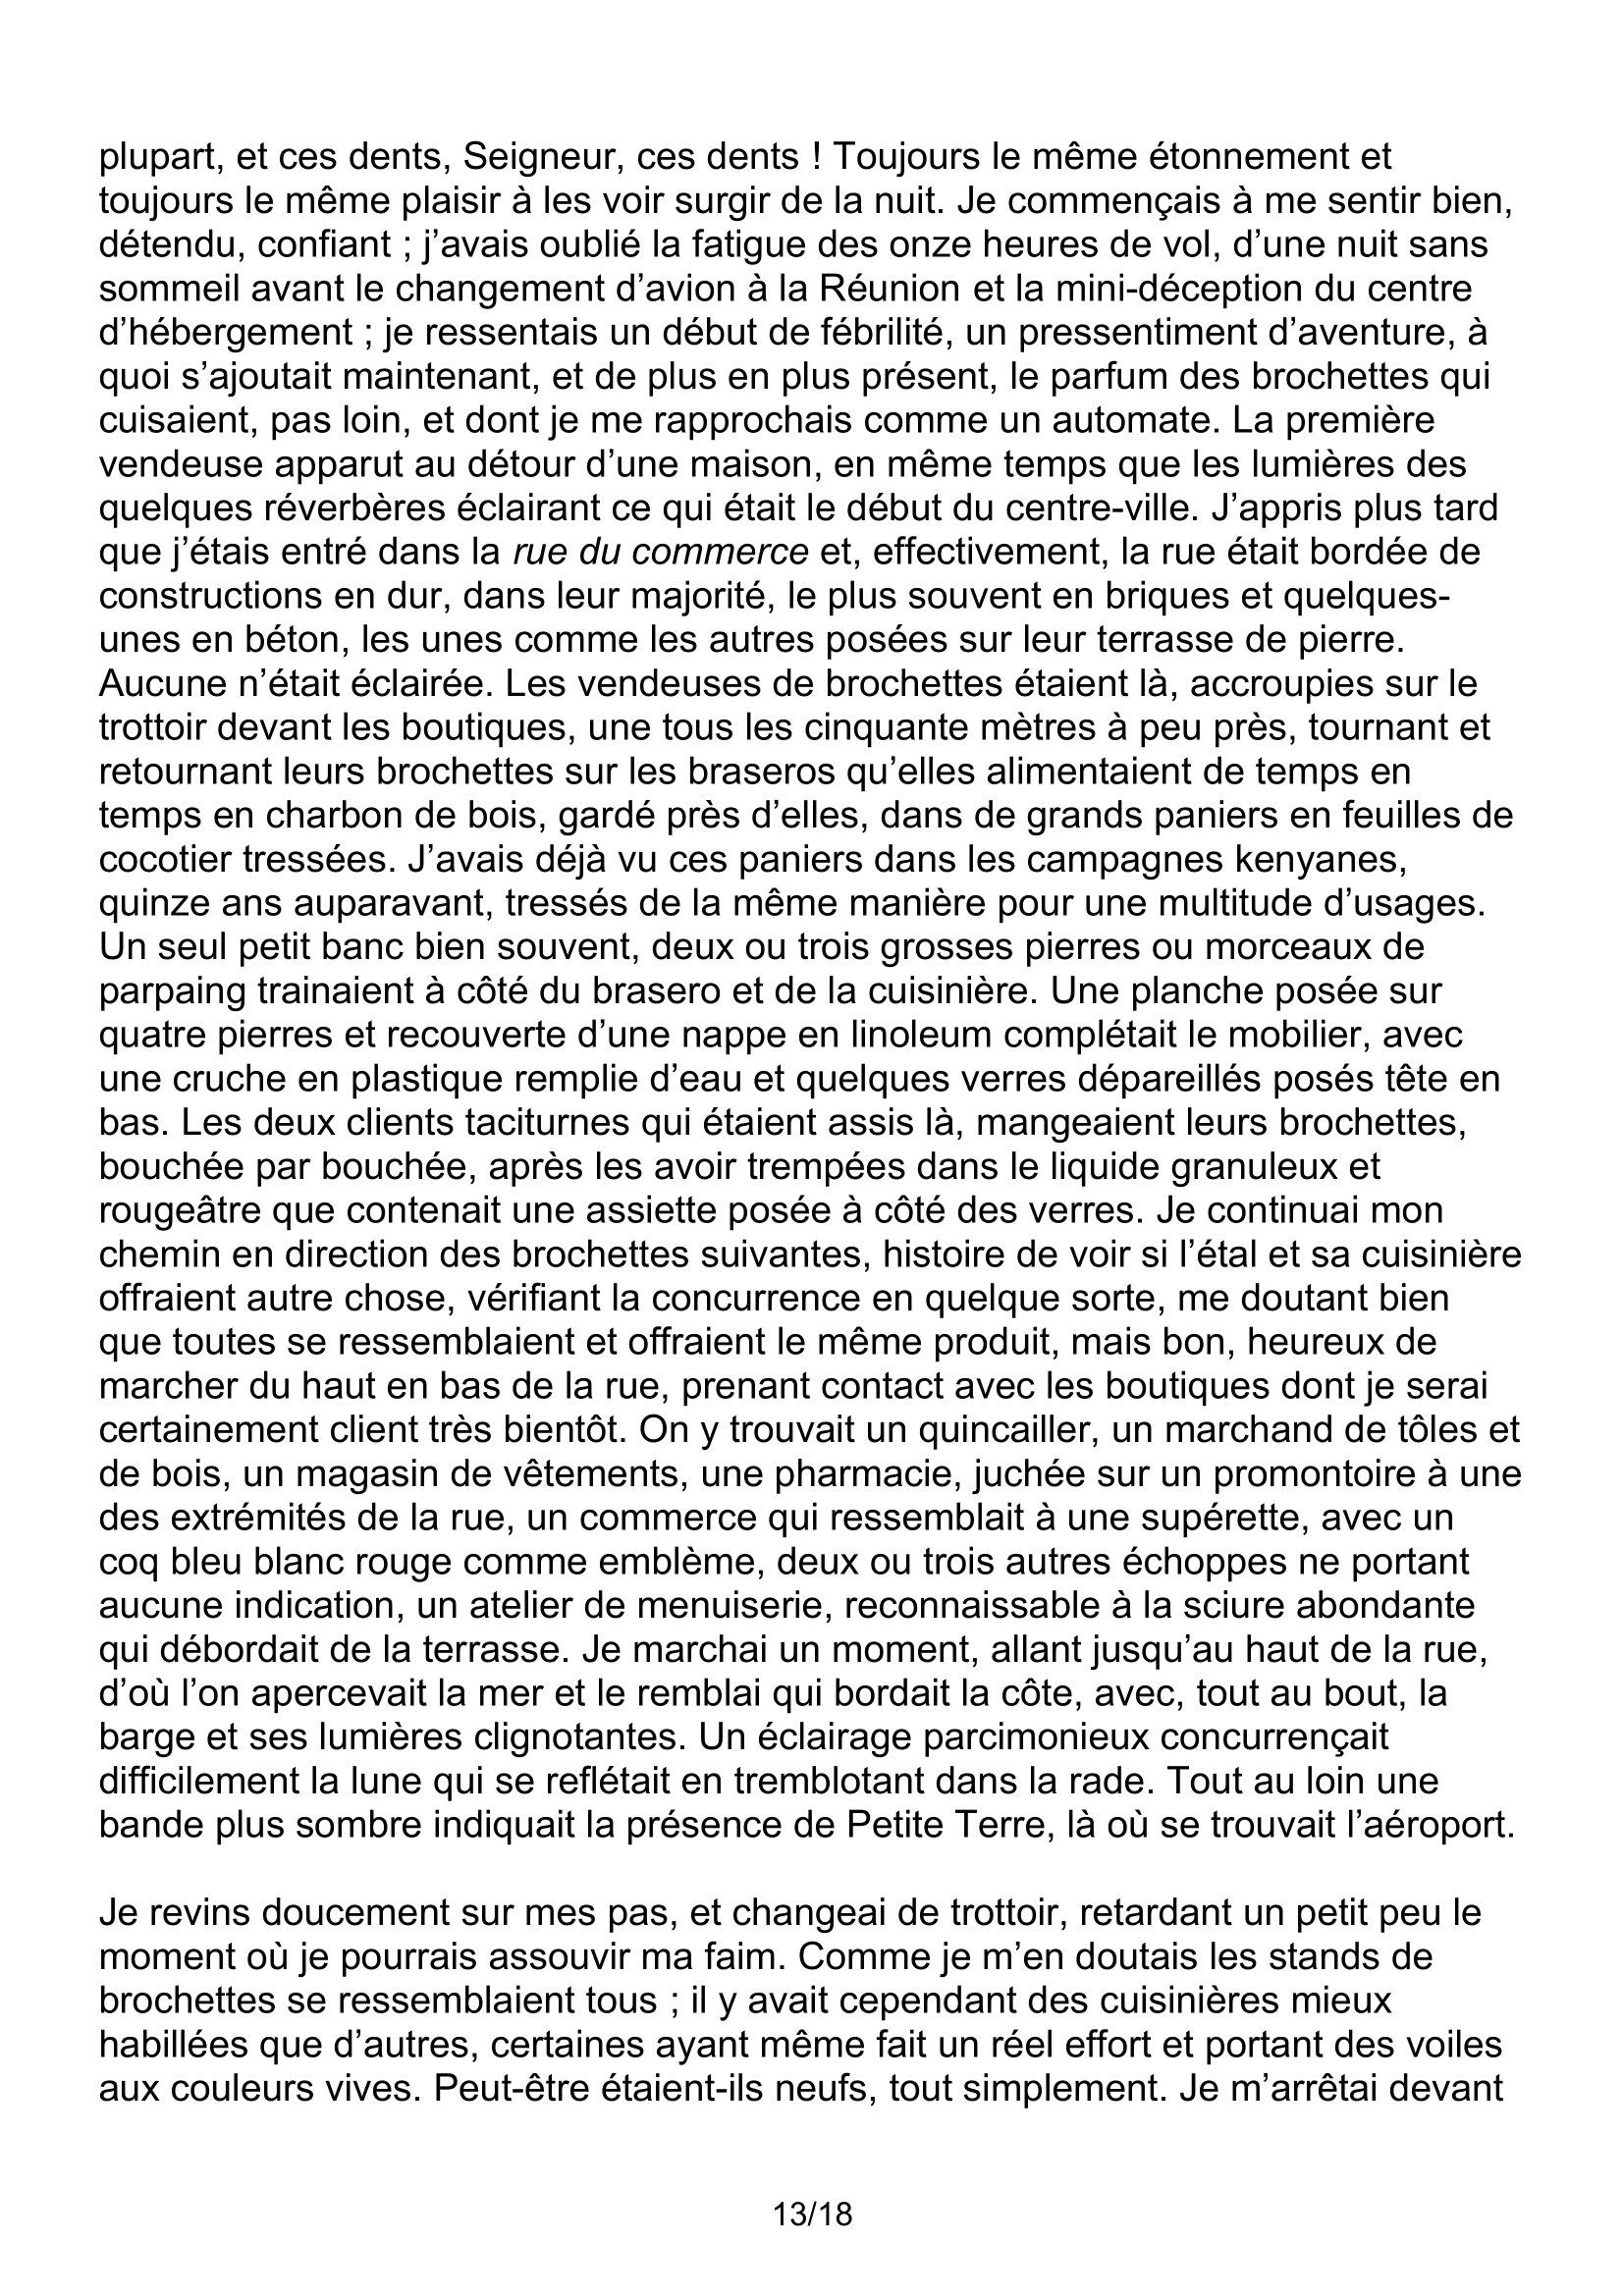 plupart, et ces dents, Seigneur, ces dents ! Toujours le même étonnement et
toujours le même plaisir à les voir surgir de la nuit. Je commençais à me sentir bien,
détendu, confiant ; j’avais oublié la fatigue des onze heures de vol, d’une nuit sans
sommeil avant le changement d’avion à la Réunion et la mini-déception du centre
d’hébergement ; je ressentais un début de fébrilité, un pressentiment d’aventure, à
quoi s’ajoutait maintenant, et de plus en plus présent, le parfum des brochettes qui
cuisaient, pas loin, et dont je me rapprochais comme un automate. La première
vendeuse apparut au détour d’une maison, en même temps que les lumières des
quelques réverbères éclairant ce qui était le début du centre-ville. J’appris plus tard
que j’étais entré dans la rue du commerce et, effectivement, la rue était bordée de
constructions en dur, dans leur majorité, le plus souvent en briques et quelques-
unes en béton, les unes comme les autres posées sur leur terrasse de pierre.
Aucune n’était éclairée. Les vendeuses de brochettes étaient là, accroupies sur le
trottoir devant les boutiques, une tous les cinquante mètres à peu près, tournant et
retournant leurs brochettes sur les braseros qu’elles alimentaient de temps en
temps en charbon de bois, gardé près d’elles, dans de grands paniers en feuilles de
cocotier tressées. J’avais déjà vu ces paniers dans les campagnes kenyanes,
quinze ans auparavant, tressés de la même manière pour une multitude d’usages.
Un seul petit banc bien souvent, deux ou trois grosses pierres ou morceaux de
parpaing trainaient à côté du brasero et de la cuisinière. Une planche posée sur
quatre pierres et recouverte d’une nappe en linoleum complétait le mobilier, avec
une cruche en plastique remplie d’eau et quelques verres dépareillés posés tête en
bas. Les deux clients taciturnes qui étaient assis là, mangeaient leurs brochettes,
bouchée par bouchée, après les avoir trempées dans le liquide granuleux et
rougeâtre que contenait une assiette posée à côté des verres. Je continuai mon
chemin en direction des brochettes suivantes, histoire de voir si l’étal et sa cuisinière
offraient autre chose, vérifiant la concurrence en quelque sorte, me doutant bien
que toutes se ressemblaient et offraient le même produit, mais bon, heureux de
marcher du haut en bas de la rue, prenant contact avec les boutiques dont je serai
certainement client très bientôt. On y trouvait un quincailler, un marchand de tôles et
de bois, un magasin de vêtements, une pharmacie, juchée sur un promontoire à une
des extrémités de la rue, un commerce qui ressemblait à une supérette, avec un
coq bleu blanc rouge comme emblème, deux ou trois autres échoppes ne portant
aucune indication, un atelier de menuiserie, reconnaissable à la sciure abondante
qui débordait de la terrasse. Je marchai un moment, allant jusqu’au haut de la rue,
d’où l’on apercevait la mer et le remblai qui bordait la côte, avec, tout au bout, la
barge et ses lumières clignotantes. Un éclairage parcimonieux concurrençait
difficilement la lune qui se reflétait en tremblotant dans la rade. Tout au loin une
bande plus sombre indiquait la présence de Petite Terre, là où se trouvait l’aéroport.

Je revins doucement sur mes pas, et changeai de trottoir, retardant un petit peu le
moment où je pourrais assouvir ma faim. Comme je m’en doutais les stands de
brochettes se ressemblaient tous ; il y avait cependant des cuisinières mieux
habillées que d’autres, certaines ayant même fait un réel effort et portant des voiles
aux couleurs vives. Peut-être étaient-ils neufs, tout simplement. Je m’arrêtai devant

13/18